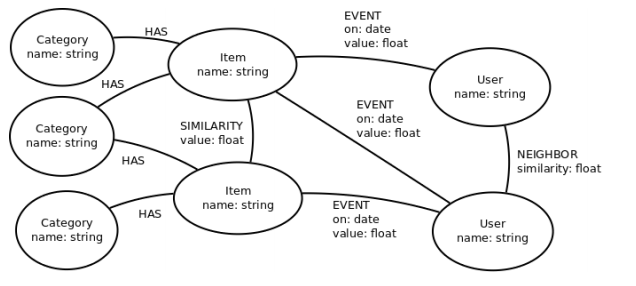 Category
name: string
HAS
Item
name: string
EVENT
on: date
value: float
User
name: string
HAS
Category
name: string
SIMILARITY
value: float
EVENT
on: date
value: float
HAS
NEIGHBOR
similarity: float
Item
name: string
Category
name: string
HAS
EVENT
on: date
value: float
User
name: string